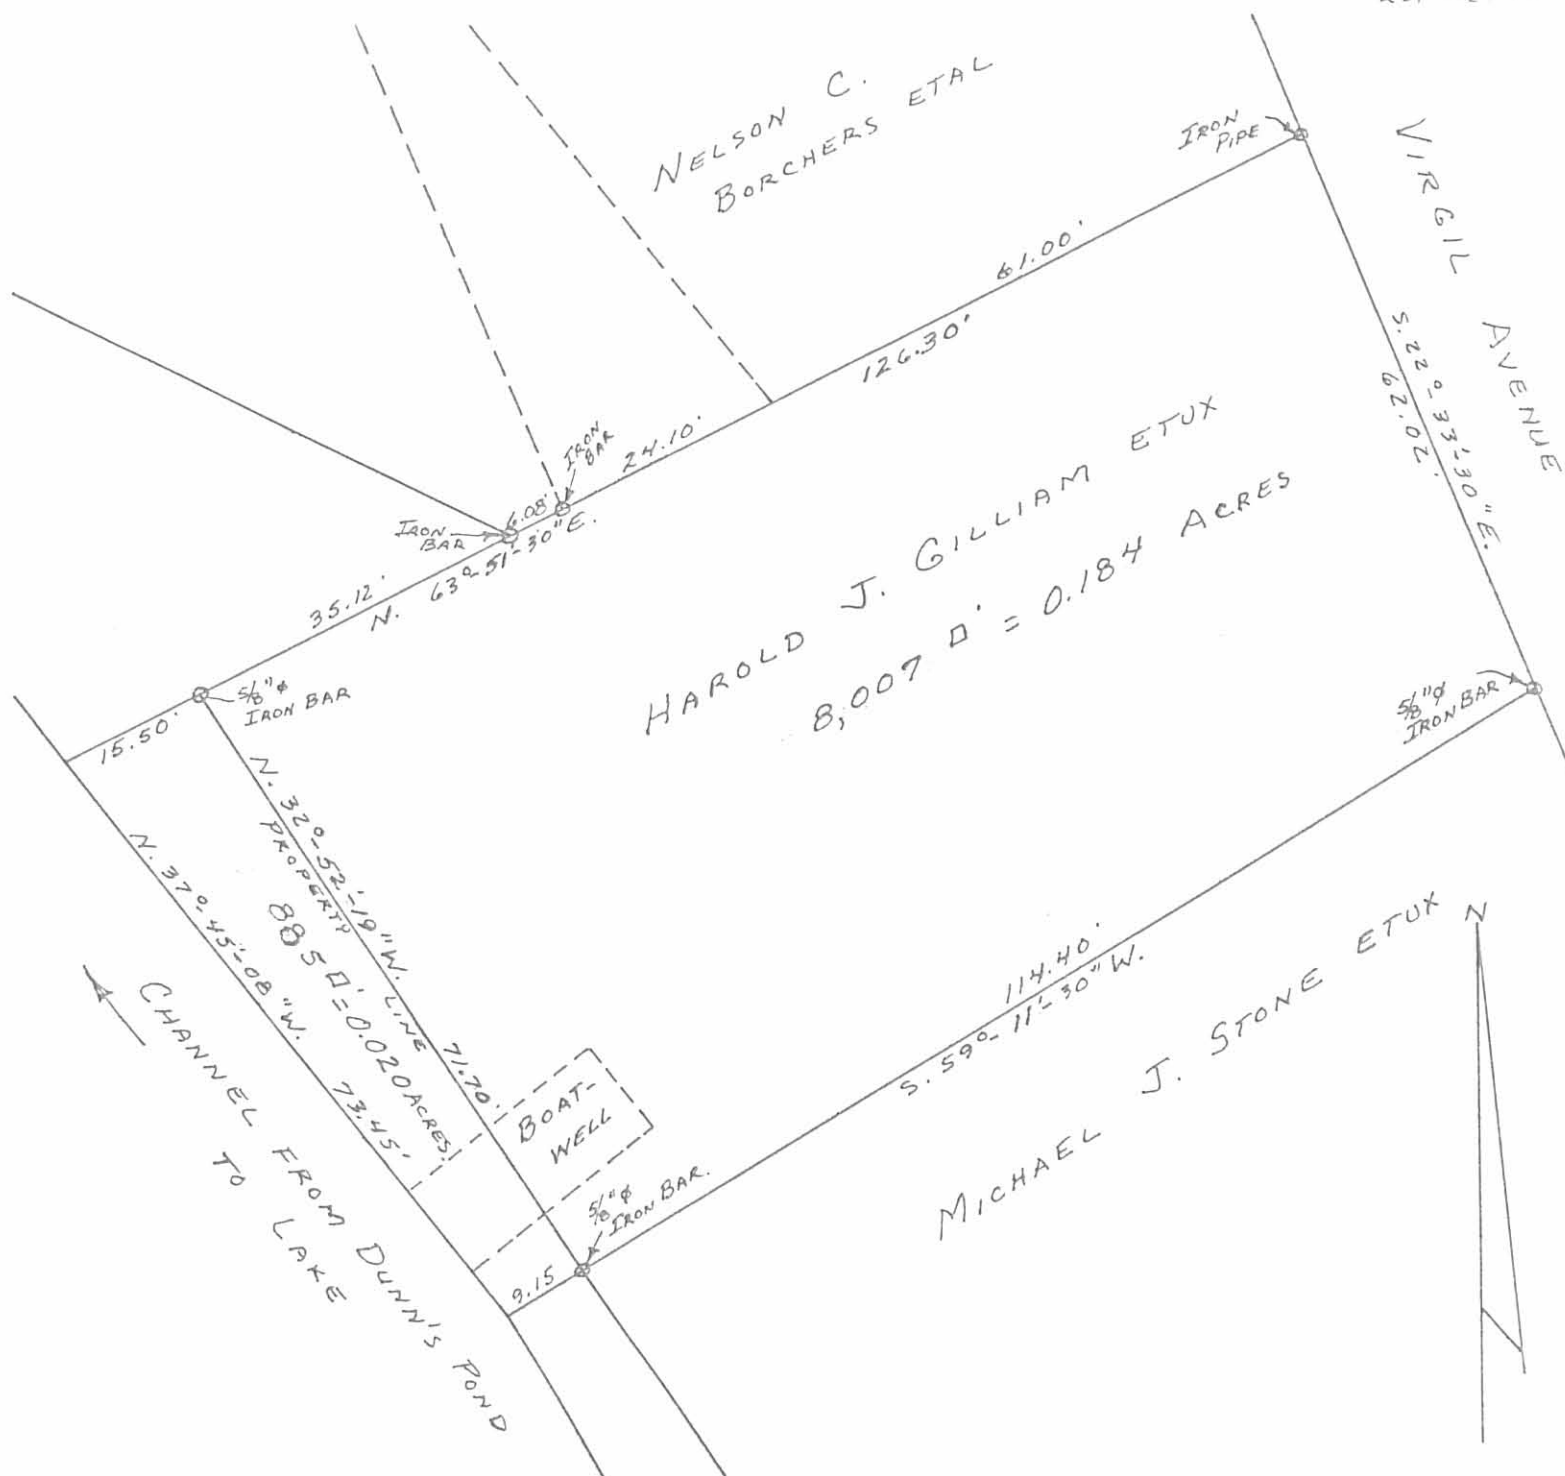 NELSON C.
BORCHERS ETAL
IRON
PIPE
VIRGIL AVENUE
61.00'
126.30'
S. 22°-33'-30"E.
62.02'
IRON
BAR
24.10'
6.08'
IRON
BAR
35.12'
N. 63°-51'-30"E.
HAROLD J. GILLIAM ETUX
8,007 □' = 0.184 ACRES
5/8"φ
IRON BAR
15.50'
5/8"φ
IRON BAR
N. 32°-52'-19"W. 71.70'
PROPERTY LINE
885 □' = 0.020 ACRES
N. 37°-45'-08"W. 73.45'
CHANNEL FROM DUNN'S POND
TO LAKE
BOAT-
WELL
114.40'
S. 59°-11'-30"W.
MICHAEL J. STONE ETUX
N
5/8"φ
IRON BAR.
9.15